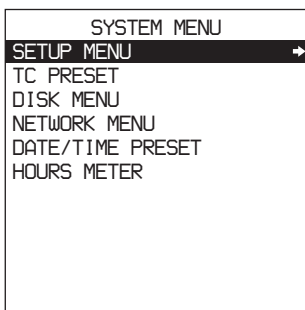 SYSTEM MENU
SETUP MENU
TC PRESET
DISK MENU
NETWORK MENU
DATE/TIME PRESET
HOURS METER